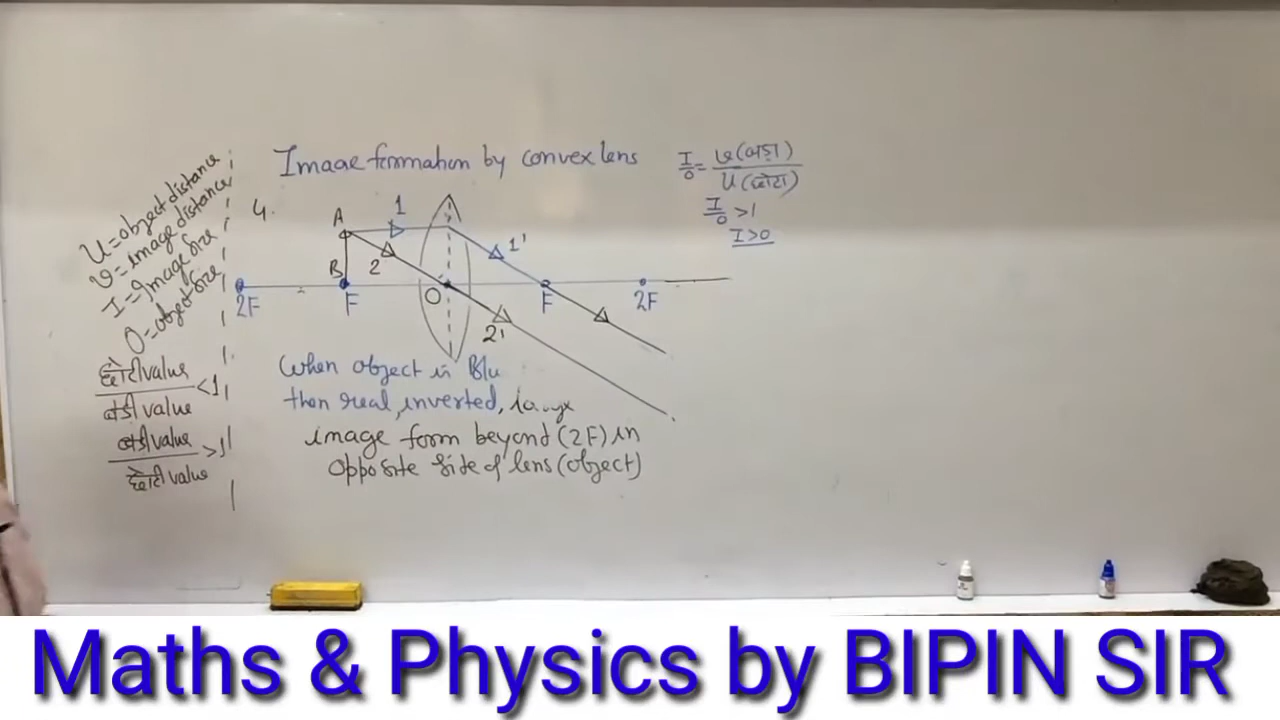 U=object distance
v=image distance
I=Image size
O=object size
छोटी value
बडी value
<1
बडी value
छोटी value
>1
Image formation by convex lens
4.
A
1
1'
B
2
O
2'
2F
F
F
2F
When object in B/w
then real, inverted, large
image form beyond (2F) in
opposite side of lens (object)
I/O = v(बड़ा)/u(छोटा)
I/O >1
I>O
Maths & Physics by BIPIN SIR